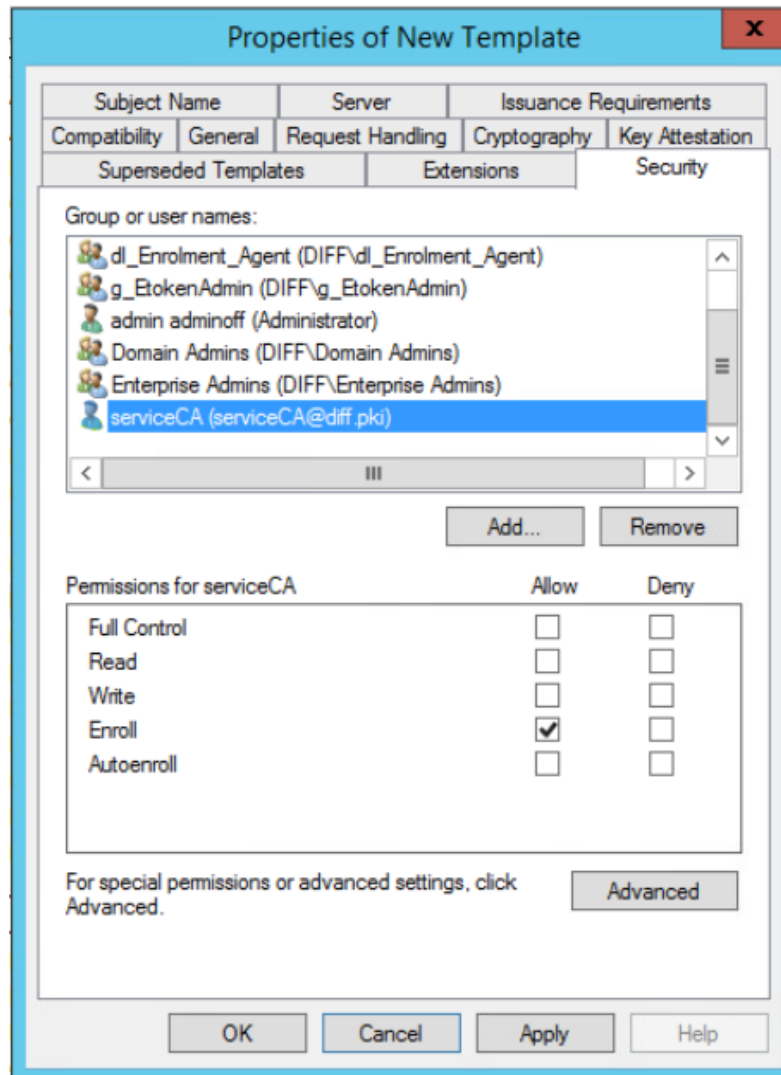 Properties of New Template
x
Subject Name Server Issuance Requirements
Compatibility General Request Handling Cryptography Key Attestation
Superseded Templates Extensions Security
Group or user names:
dl_Enrolment_Agent (DIFF\dl_Enrolment_Agent)
g_EtokenAdmin (DIFF\g_EtokenAdmin)
admin adminoff (Administrator)
Domain Admins (DIFF\Domain Admins)
Enterprise Admins (DIFF\Enterprise Admins)
serviceCA (serviceCA@diff.pki)
Add... Remove
Permissions for serviceCA Allow Deny
Full Control
Read
Write
Enroll
Autoenroll
For special permissions or advanced settings, click
Advanced.
Advanced
OK Cancel Apply Help